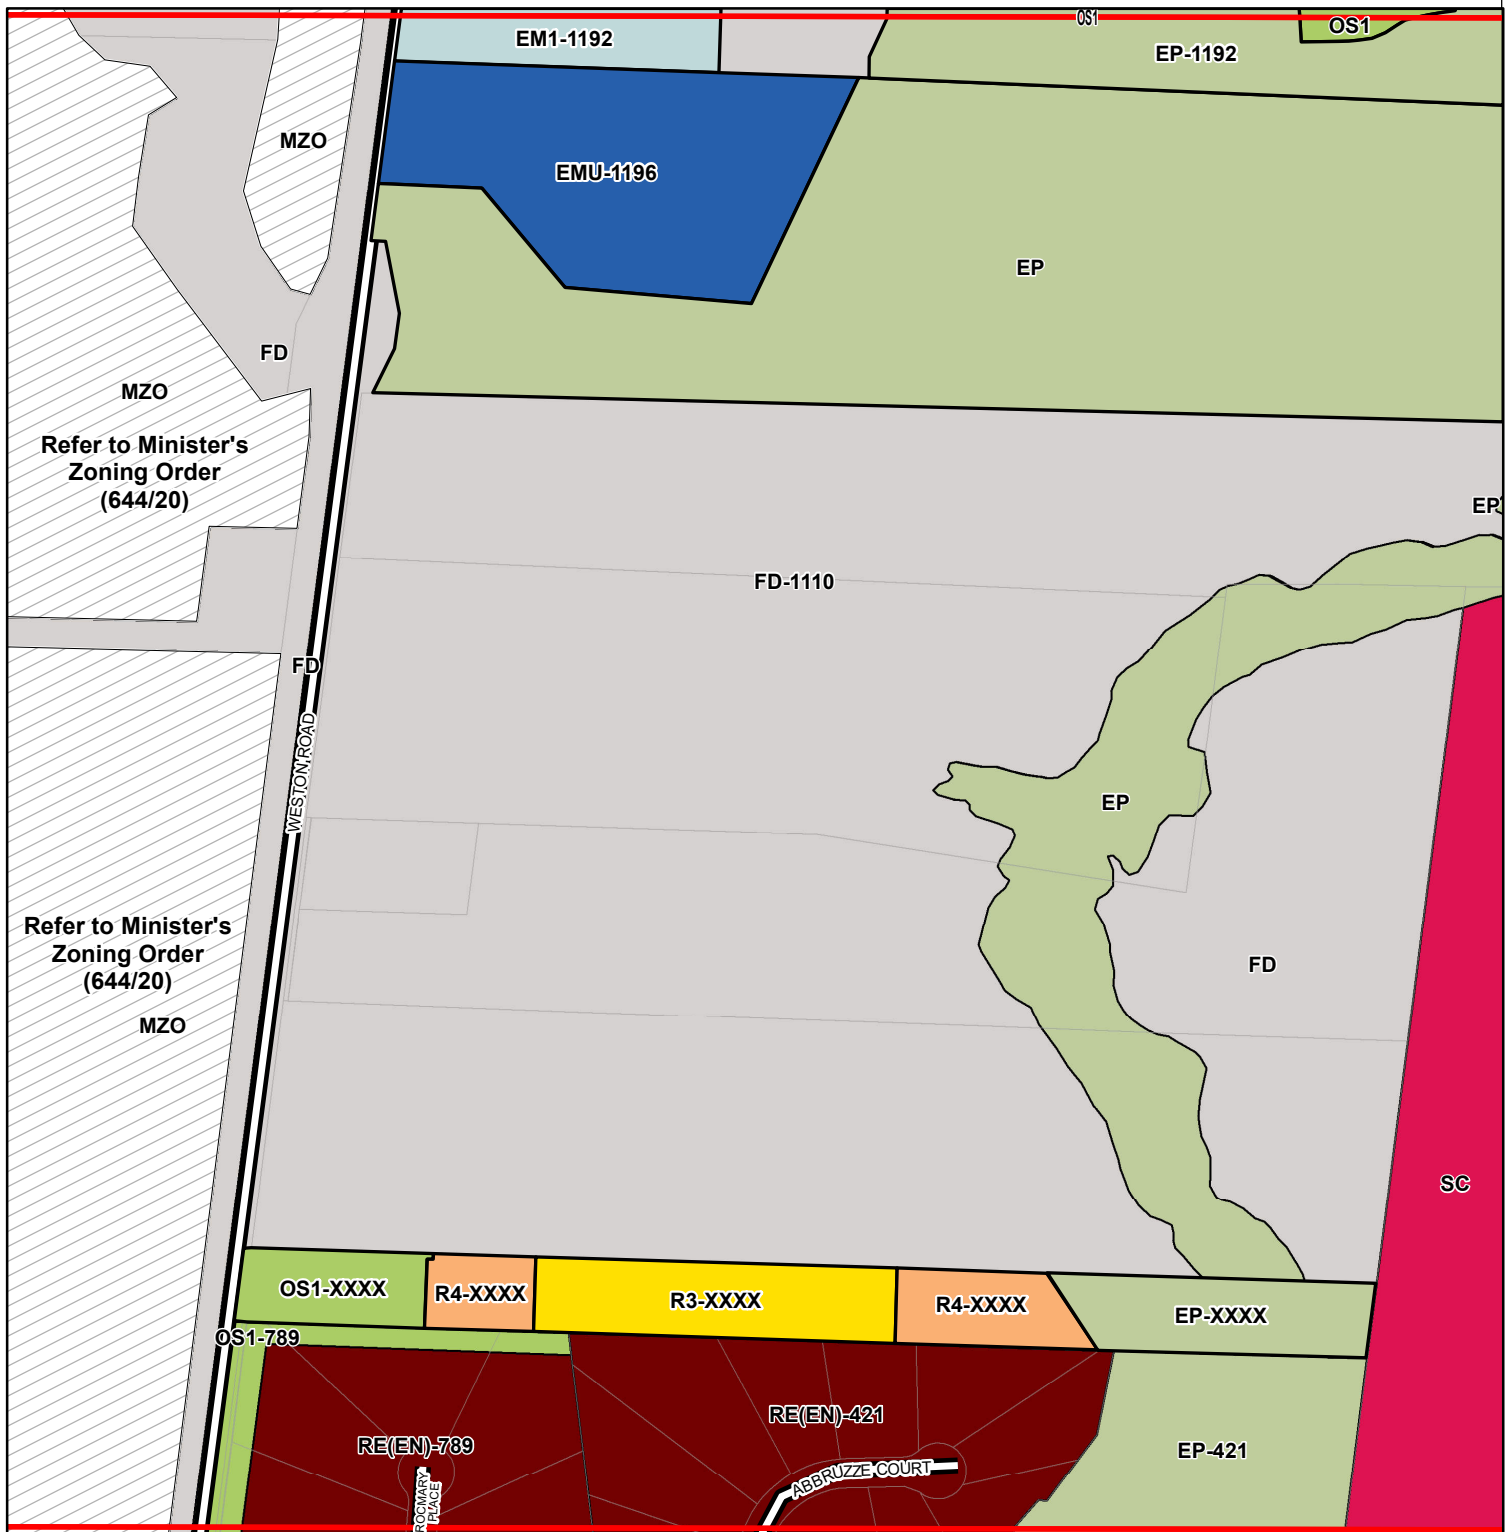 OS1
OS1
EM1-1192
EP-1192
MZO
EMU-1196
EP
FD
MZO
Refer to Minister's
Zoning Order
(644/20)
EP
FD-1110
FD
WESTON ROAD
EP
Refer to Minister's
Zoning Order
(644/20)
FD
MZO
SC
OS1-XXXX
R4-XXXX
R3-XXXX
R4-XXXX
EP-XXXX
OS1-789
RE(EN)-421
RE(EN)-789
EP-421
ABBRUZZE COURT
ROCMARY
PLACE